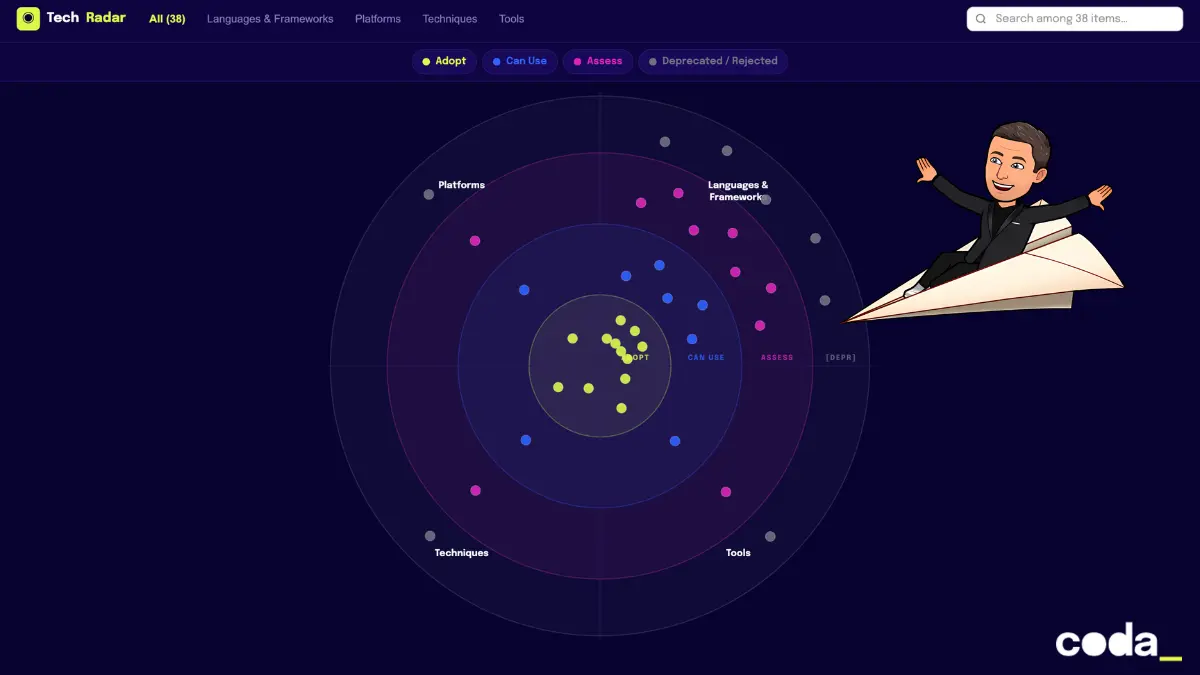 Tech Radar
All (38)
Languages & Frameworks
Platforms
Techniques
Tools
Search among 38 items...
Adopt
Can Use
Assess
Deprecated / Rejected
Platforms
Languages &
Framework
OPT
CAN USE
ASSESS
[DEPR]
Techniques
Tools
coda_